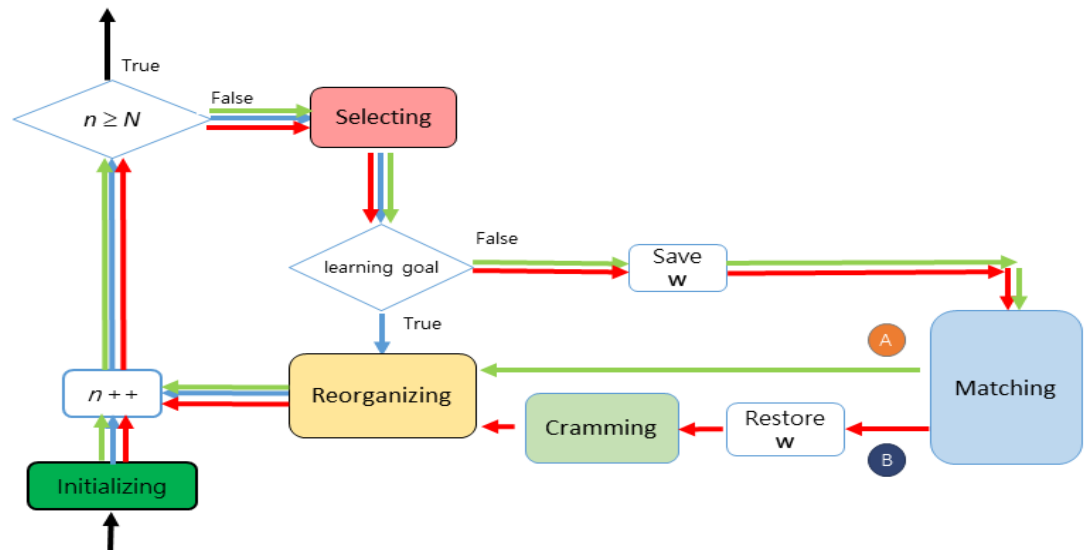 True
n ≥ N
False
Selecting
learning goal
False
Save
w
True
A
Reorganizing
Matching
n ++
Cramming
Restore
w
B
Initializing